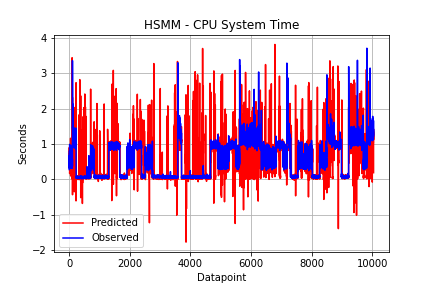 HSMM - CPU System Time
4
3
2
1
0
−1
−2
Seconds
Predicted
Observed
0 2000 4000 6000 8000 10000
Datapoint